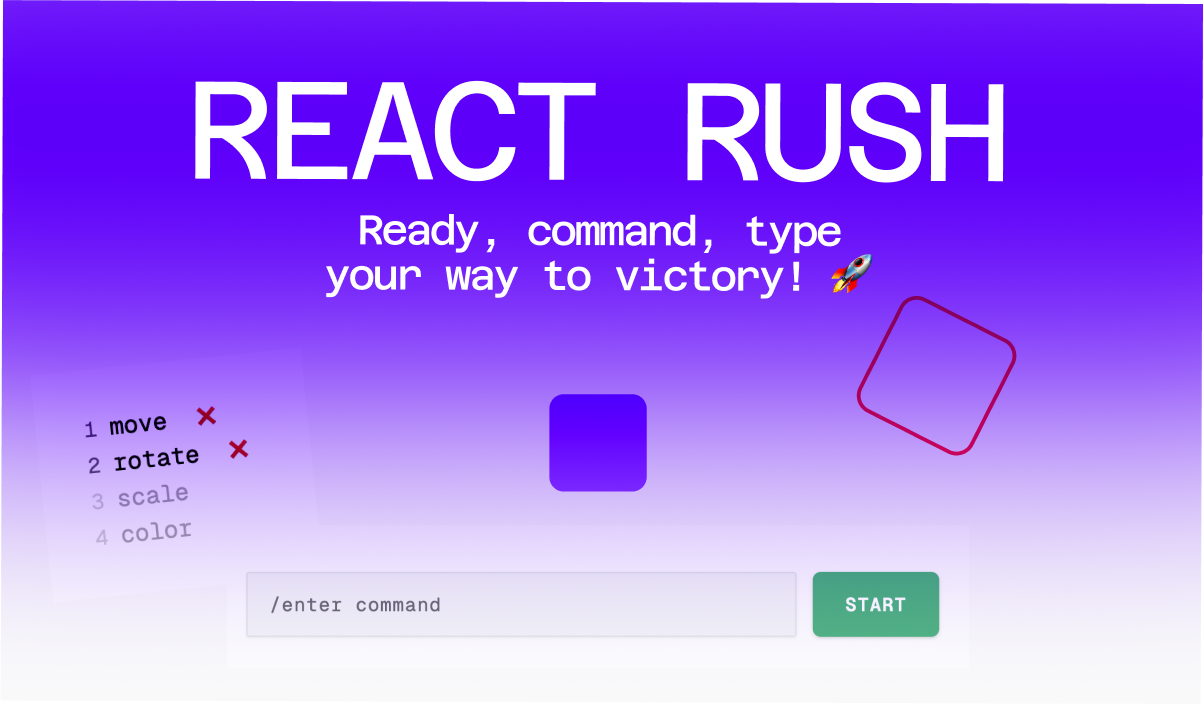 REACT RUSH
Ready, command, type
your way to victory! 🚀
1 move ✕
2 rotate ✕
3 scale
4 color
/enter command
START